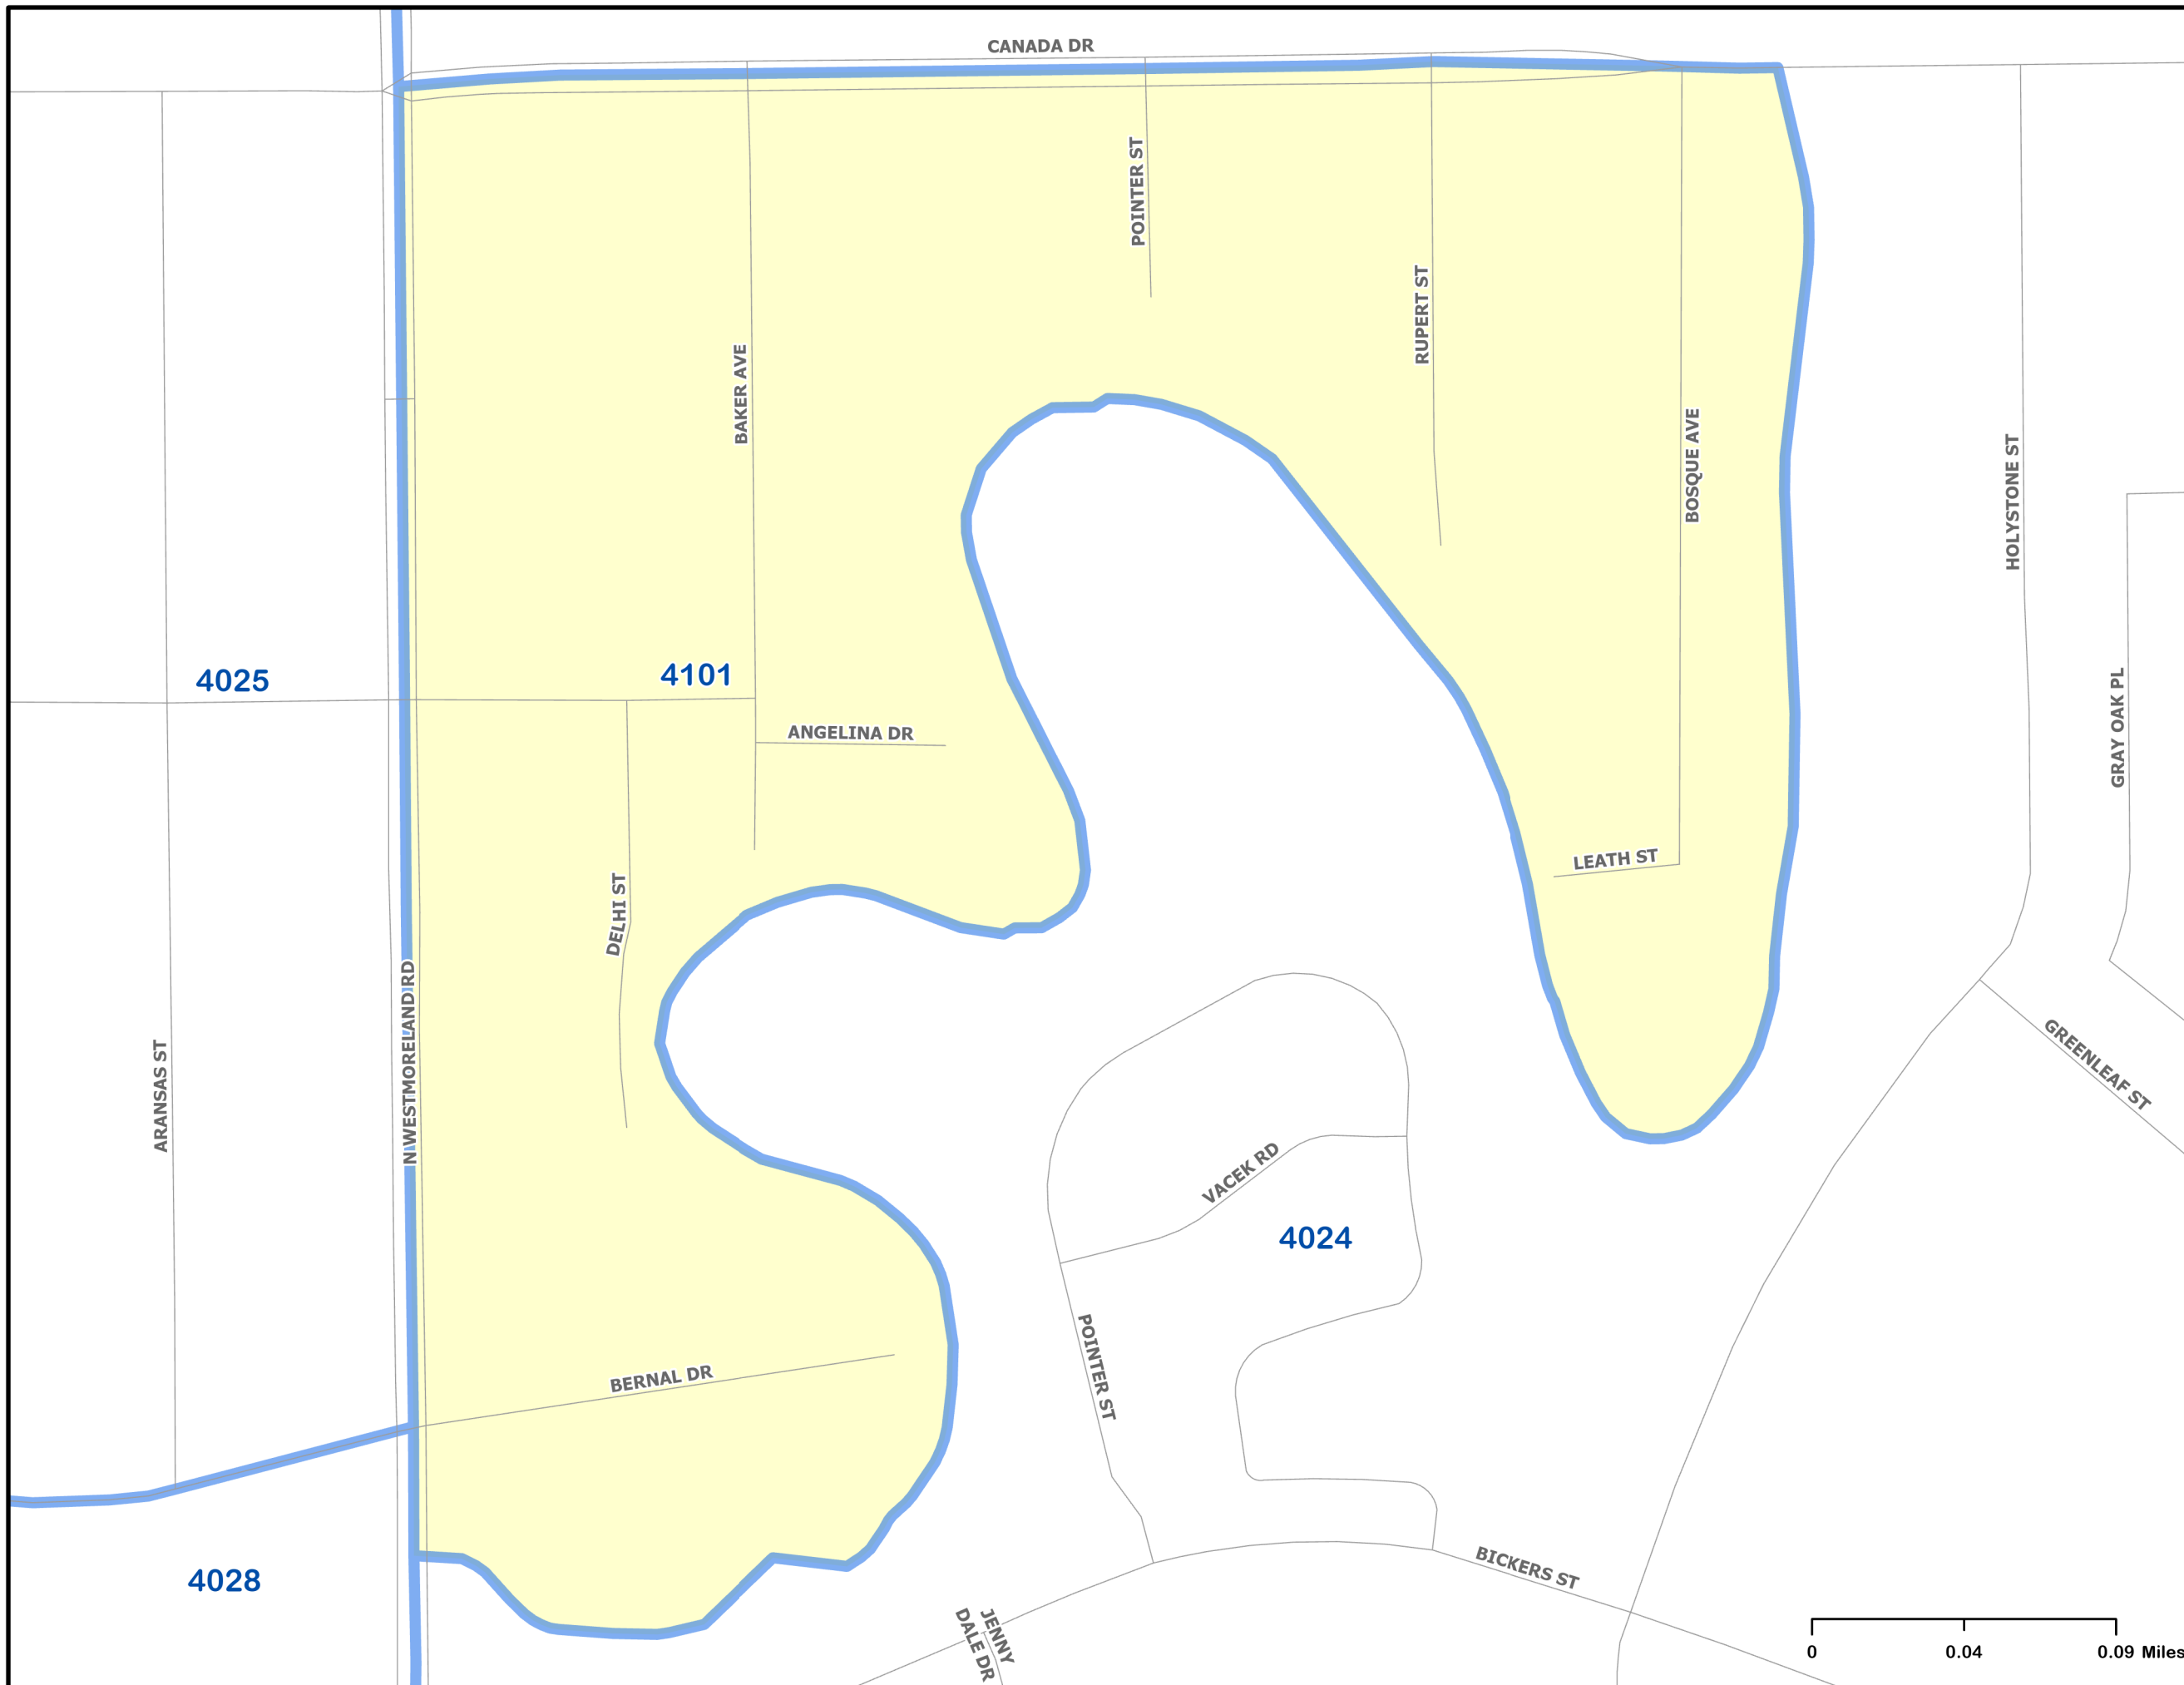 CANADA DR
POINTER ST
RUPERT ST
BAKER AVE
BOSQUE AVE
HOLYSTONE ST
4025
4101
GRAY OAK PL
ANGELINA DR
LEATH ST
DELHI ST
N WESTMORELAND RD
ARANSAS ST
GREENLEAF ST
VACEK RD
4024
POINTER ST
BERNAL DR
BICKERS ST
4028
JENNY
DALE DR
0 0.04 0.09 Miles